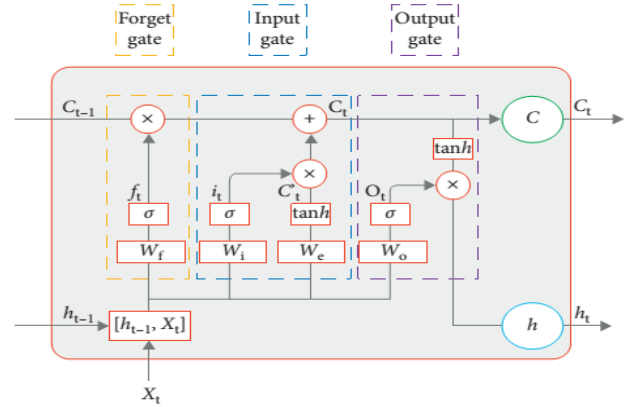 Forget gate
Input gate
Output gate
C_{t-1}
×
+
C_t
C
C_t
tanh
f_t
i_t
×
C*_t
O_t
×
σ
σ
tanh
σ
W_f
W_i
W_e
W_o
h_{t-1}
[h_{t-1}, X_t]
h
h_t
X_t